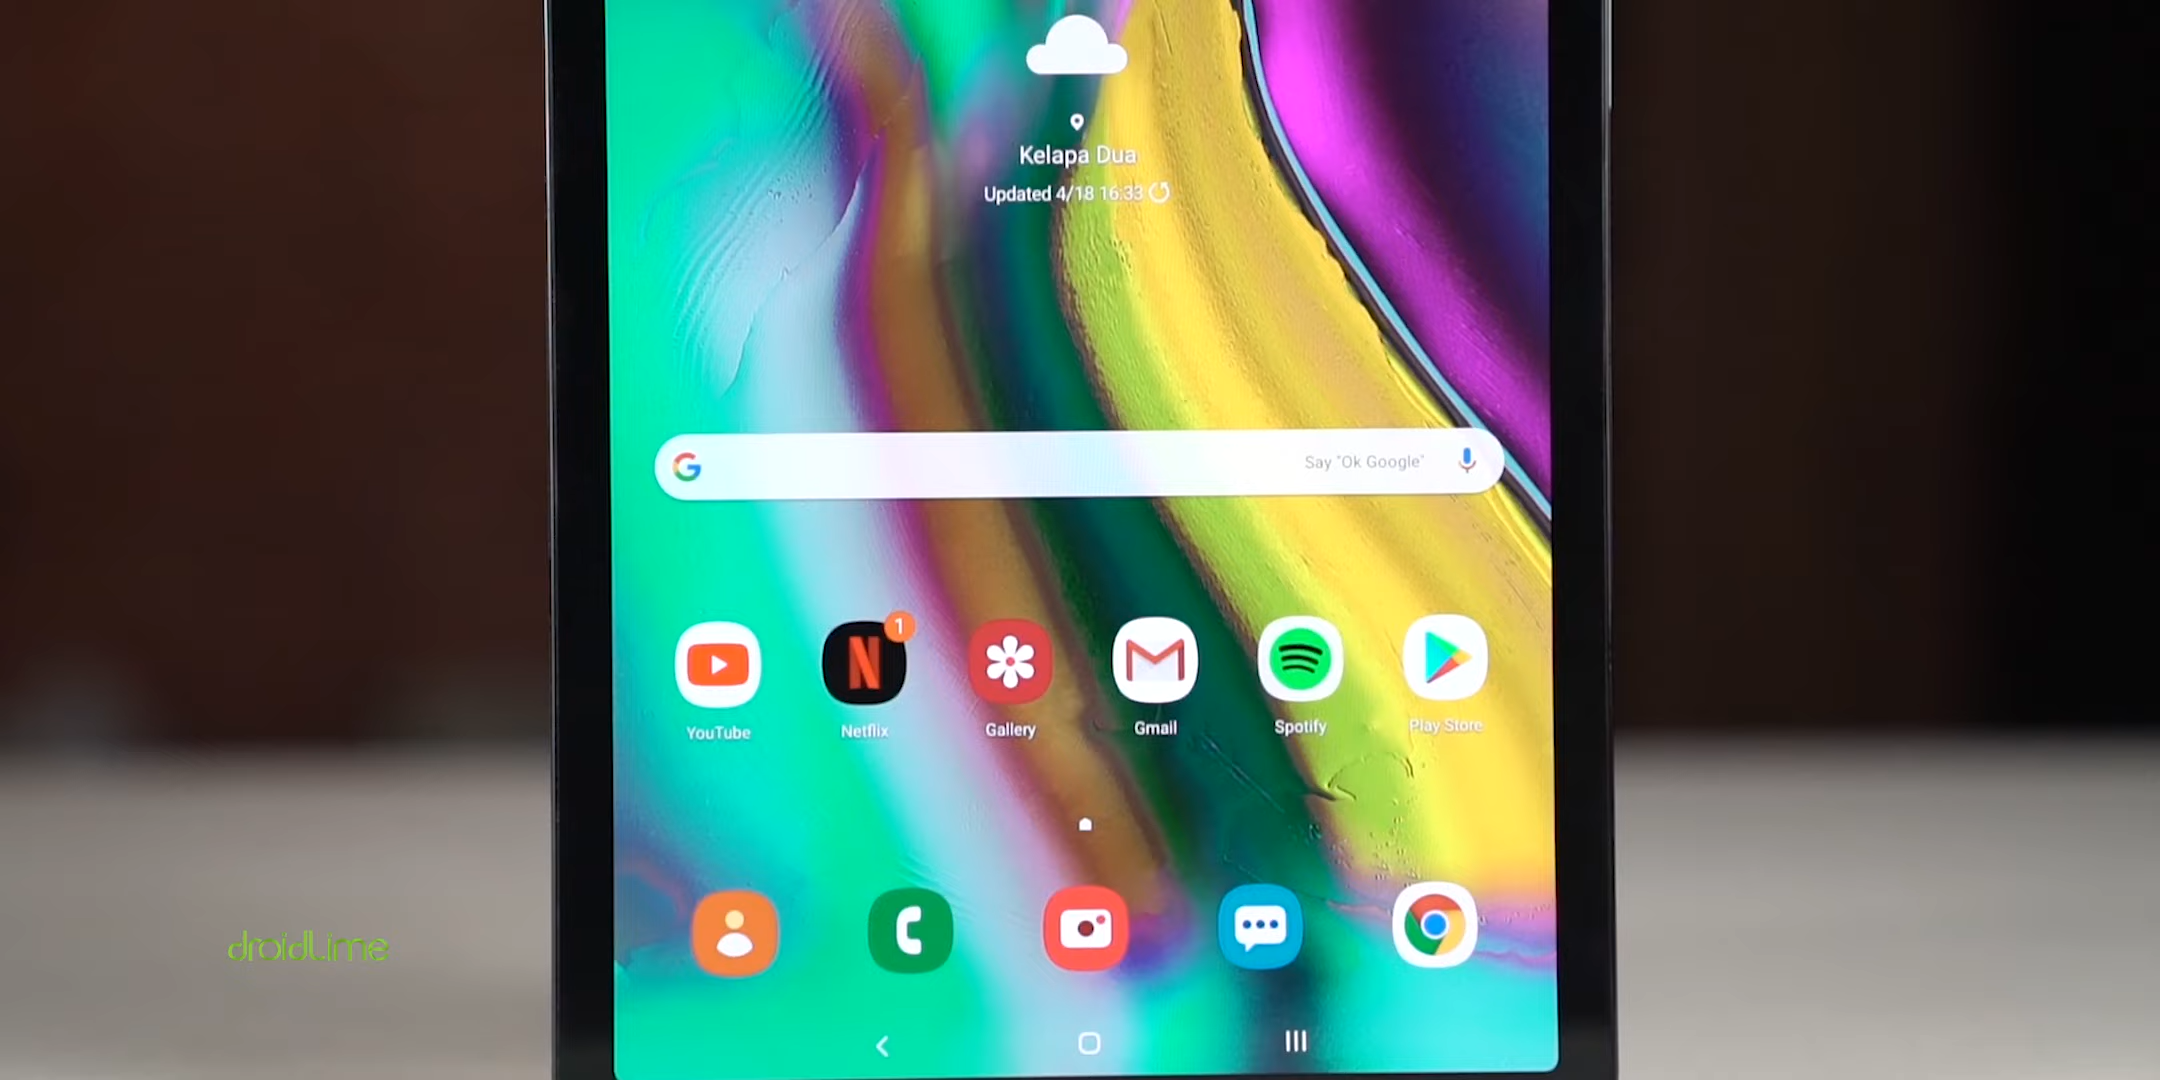 Kelapa Dua
Updated 4/18 16:33
G
Say "Ok Google"
1
N
M
YouTube
Netflix
Gallery
Gmail
Spotify
Play Store
droidLime